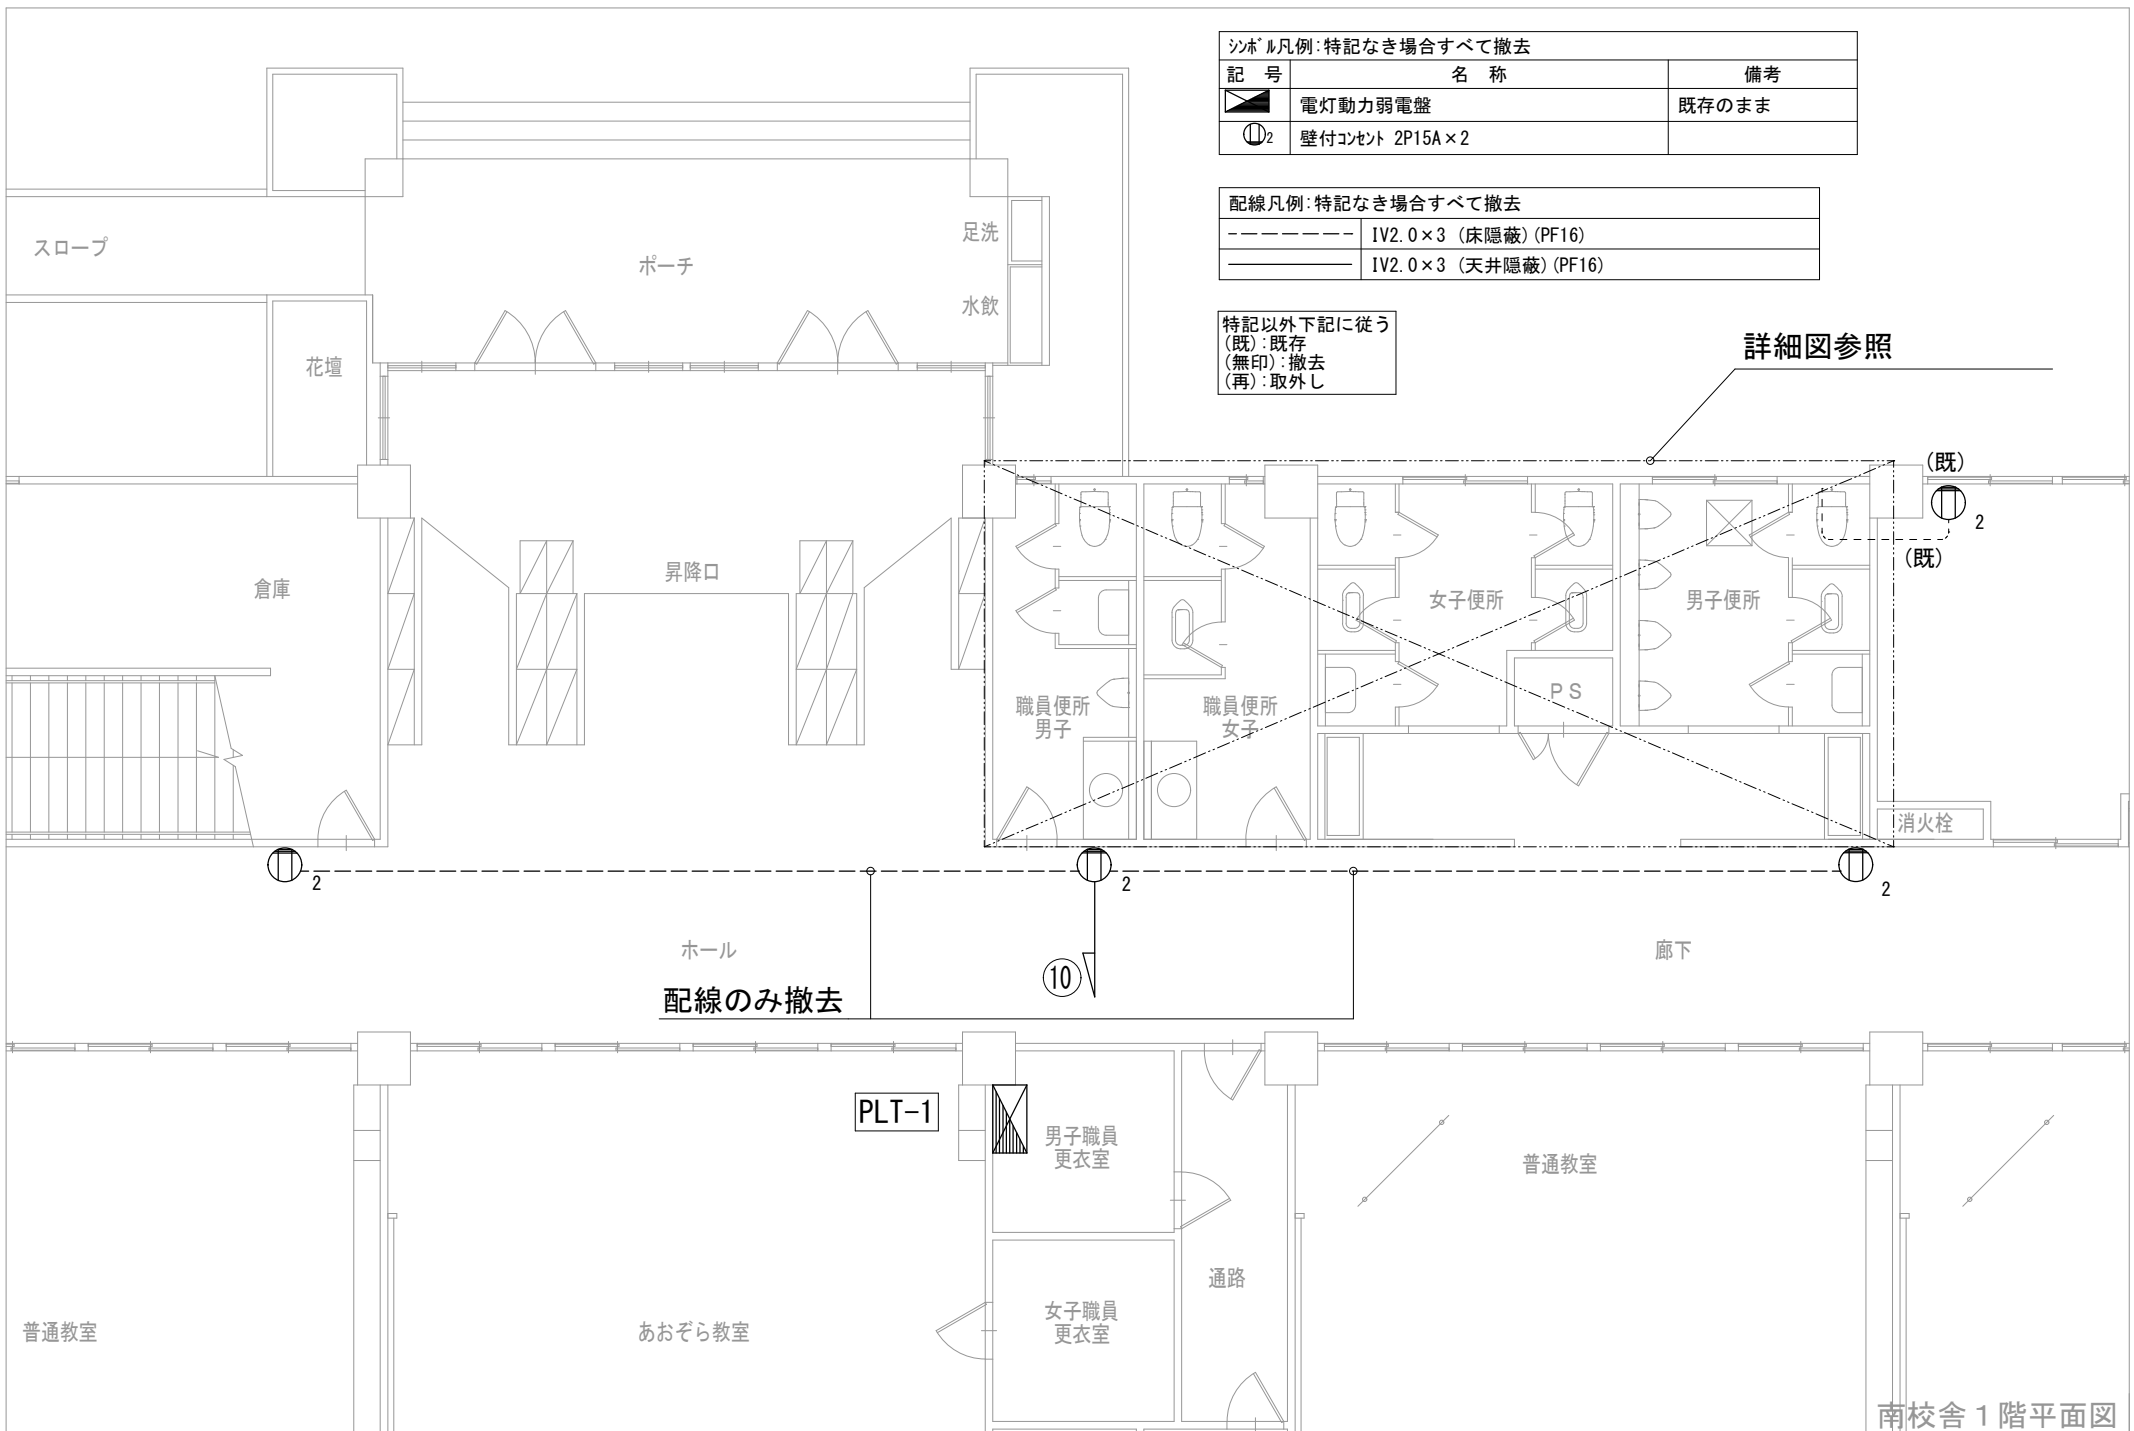 ｼﾝﾎﾞﾙ凡例:特記なき場合すべて撤去
記 号 名 称 備考
電灯動力弱電盤 既存のまま
2 壁付ｺﾝｾﾝﾄ 2P15A×2
配線凡例:特記なき場合すべて撤去
IV2.0×3 (床隠蔽)(PF16)
IV2.0×3 (天井隠蔽)(PF16)
特記以外下記に従う
(既):既存
(無印):撤去
(再):取外し
詳細図参照
スロープ
ポーチ
足洗
水飲
花壇
(既)
2
(既)
倉庫
昇降口
女子便所
男子便所
職員便所
男子
職員便所
女子
ＰＳ
消火栓
2
2
2
ホール
廊下
⑩
配線のみ撤去
PLT-1
男子職員
更衣室
普通教室
通路
女子職員
更衣室
普通教室
あおぞら教室
南校舎１階平面図